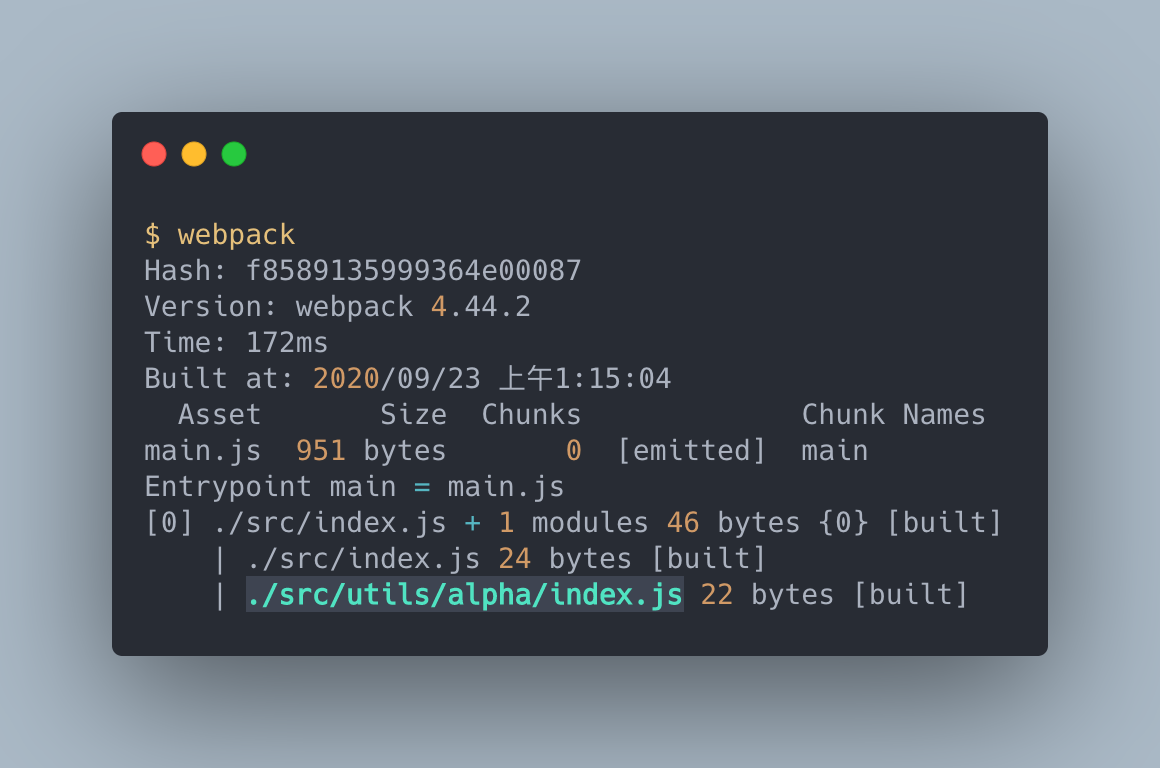 $ webpack
Hash: f8589135999364e00087
Version: webpack 4.44.2
Time: 172ms
Built at: 2020/09/23 上午1:15:04
  Asset       Size  Chunks             Chunk Names
main.js  951 bytes       0  [emitted]  main
Entrypoint main = main.js
[0] ./src/index.js + 1 modules 46 bytes {0} [built]
    | ./src/index.js 24 bytes [built]
    | ./src/utils/alpha/index.js 22 bytes [built]